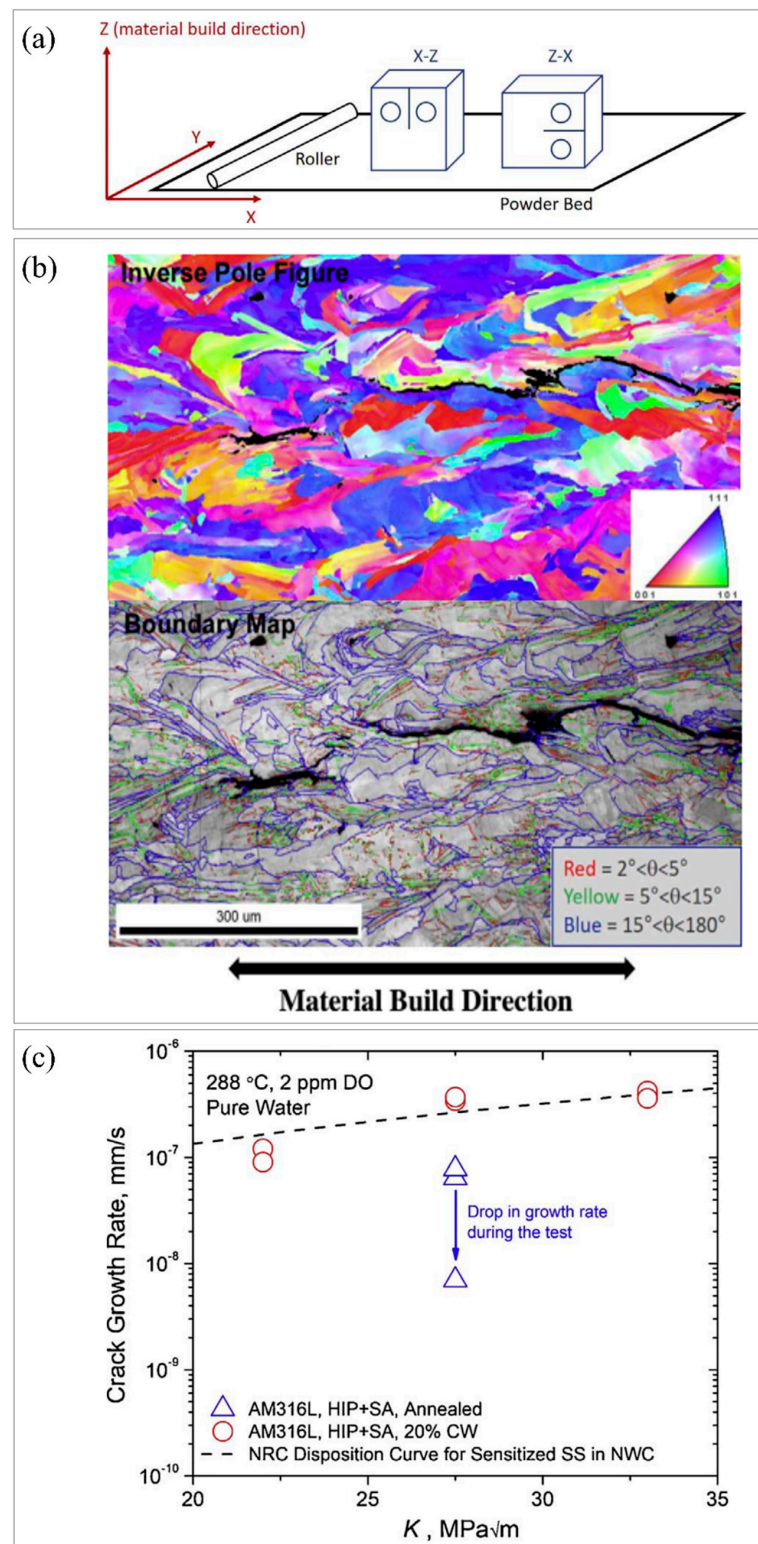 (a)
Z (material build direction)
X-Z
Z-X
Y
Roller
Powder Bed
X
(b)
Inverse Pole Figure
111
001
101
Boundary Map
300 um
Red = 2°<θ<5°
Yellow = 5°<θ<15°
Blue = 15°<θ<180°
Material Build Direction
(c)
Crack Growth Rate, mm/s
10⁻⁶
10⁻⁷
10⁻⁸
10⁻⁹
10⁻¹⁰
288 °C, 2 ppm DO
Pure Water
Drop in growth rate
during the test
AM316L, HIP+SA, Annealed
AM316L, HIP+SA, 20% CW
NRC Disposition Curve for Sensitized SS in NWC
20
25
30
35
K , MPa√m